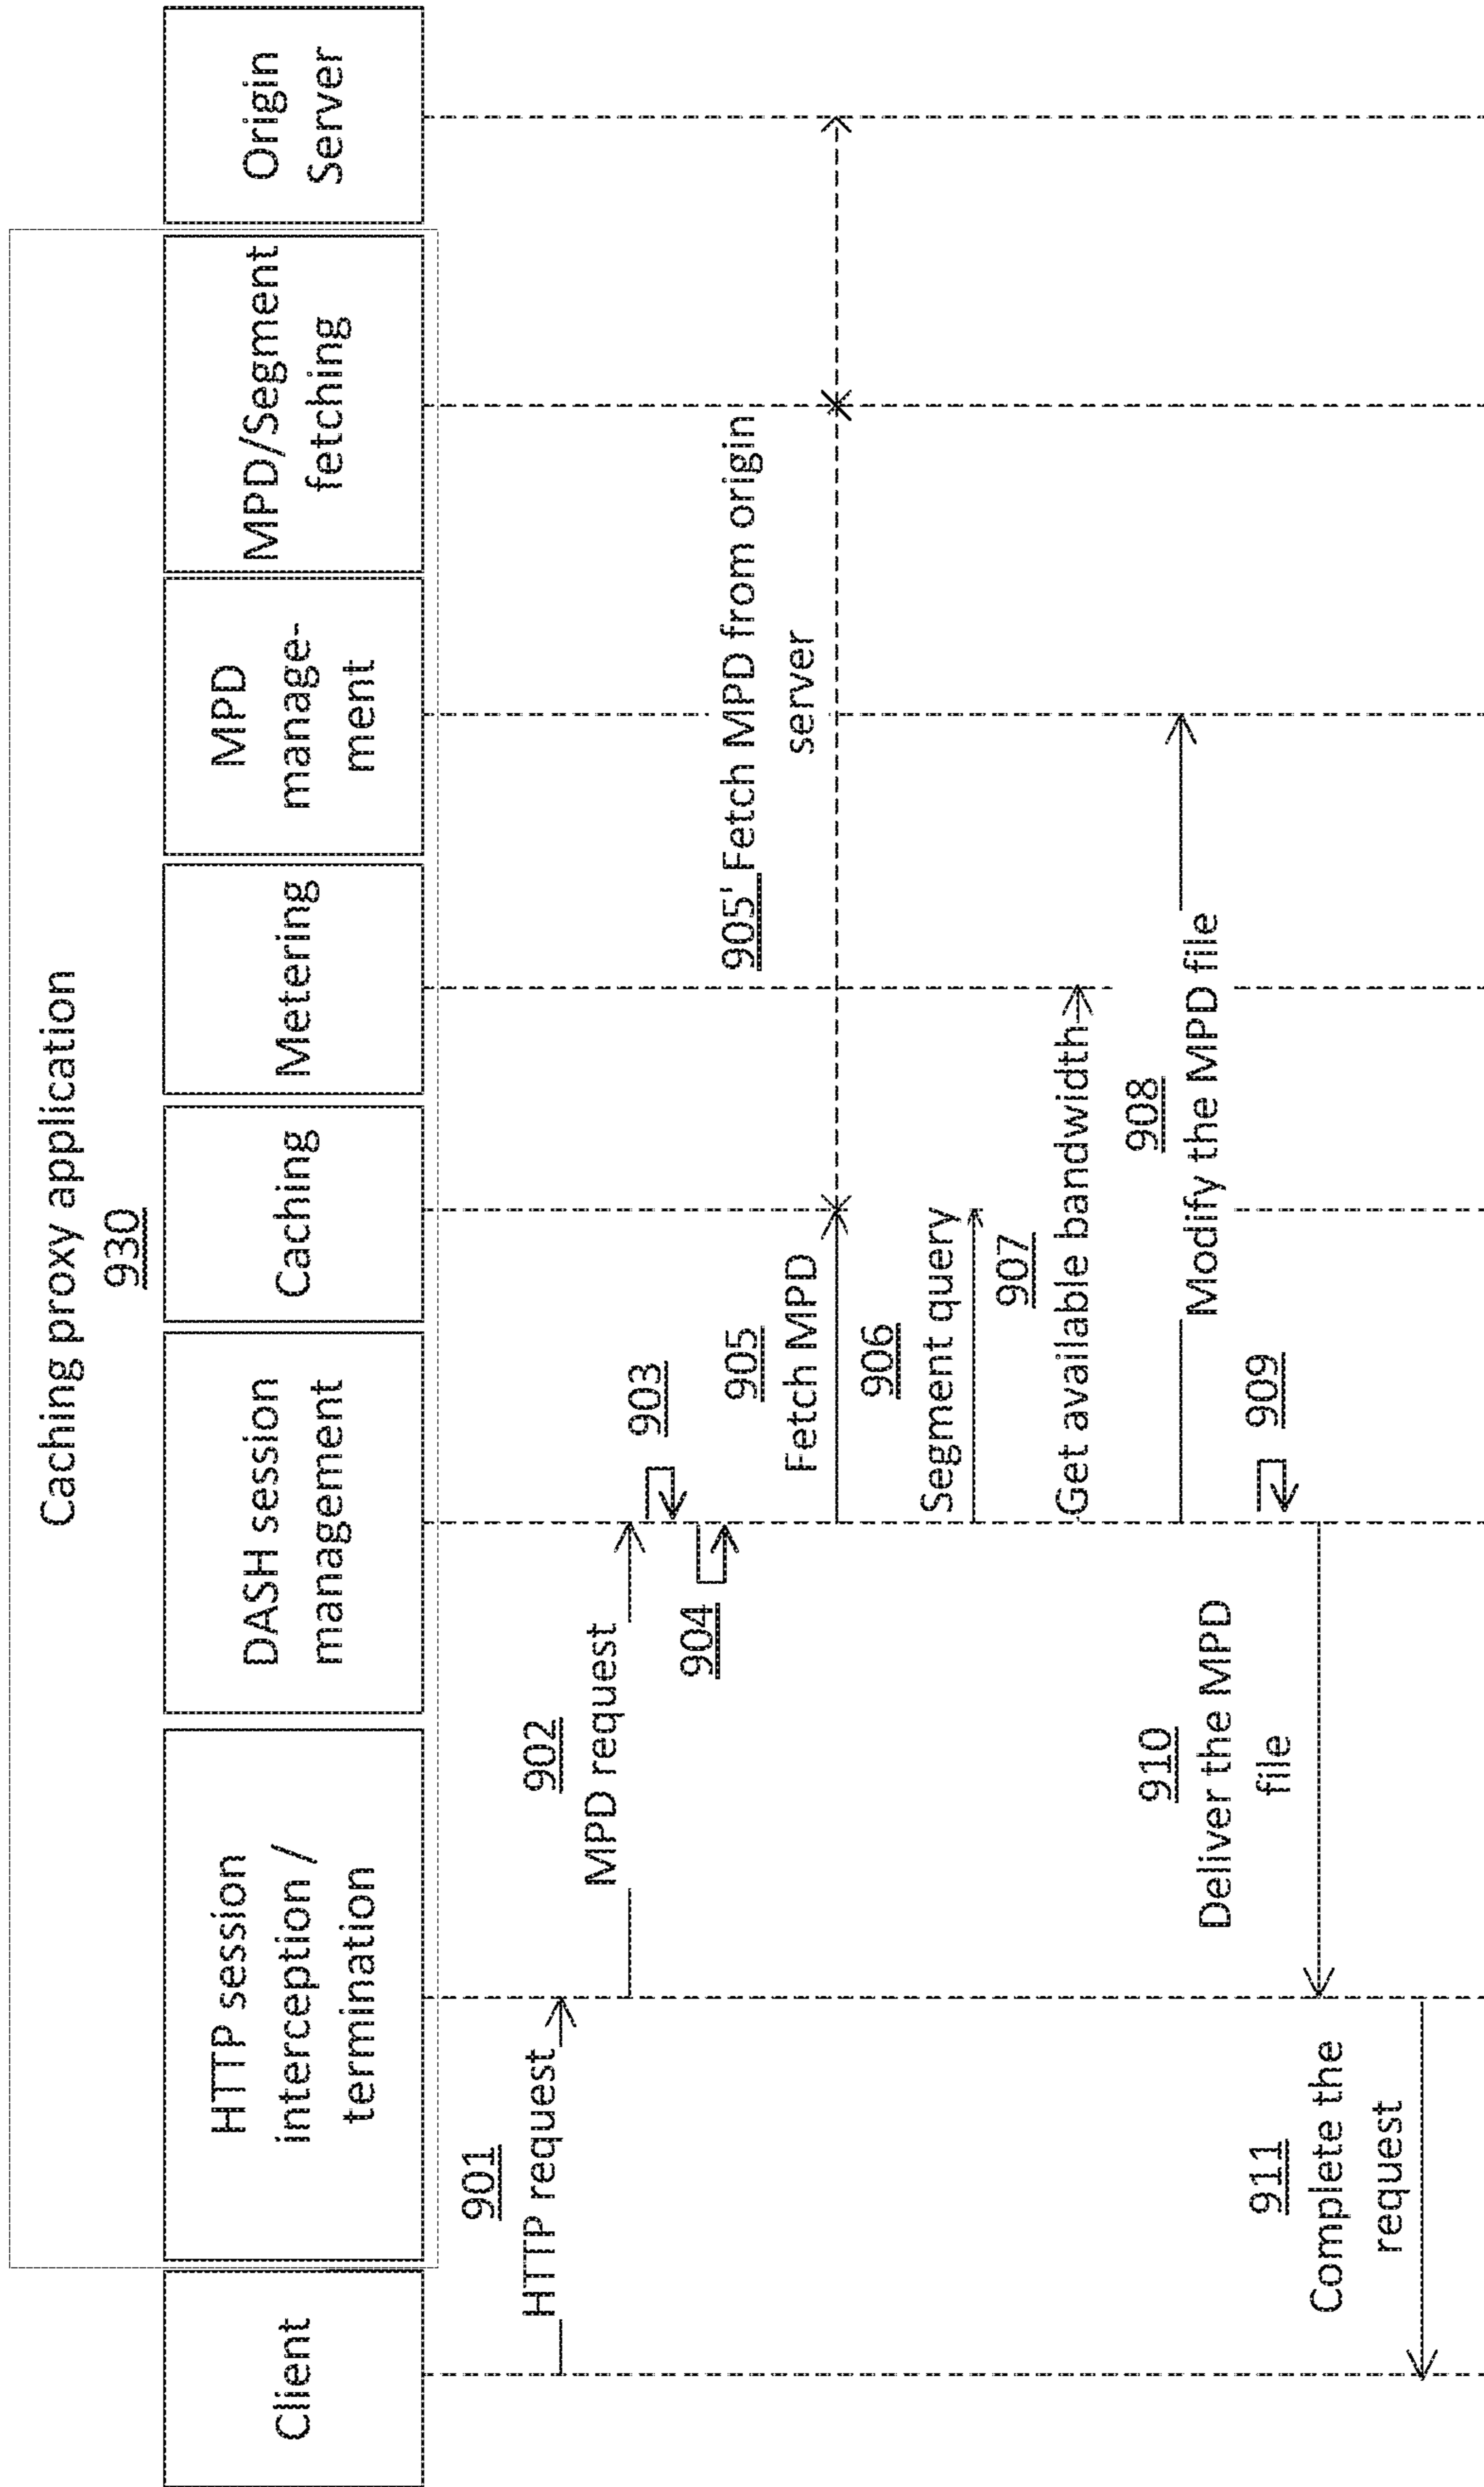 Caching proxy application
930
Client
HTTP session
interception /
termination
DASH session
management
Caching
Metering
MPD
manage-
ment
MPD/Segment
fetching
Origin
Server
901
HTTP request
902
MPD request
903
904
905
Fetch MPD
905' Fetch MPD from origin
server
906
Segment query
907
Get available bandwidth
908
Modify the MPD file
909
910
Deliver the MPD
file
911
Complete the
request